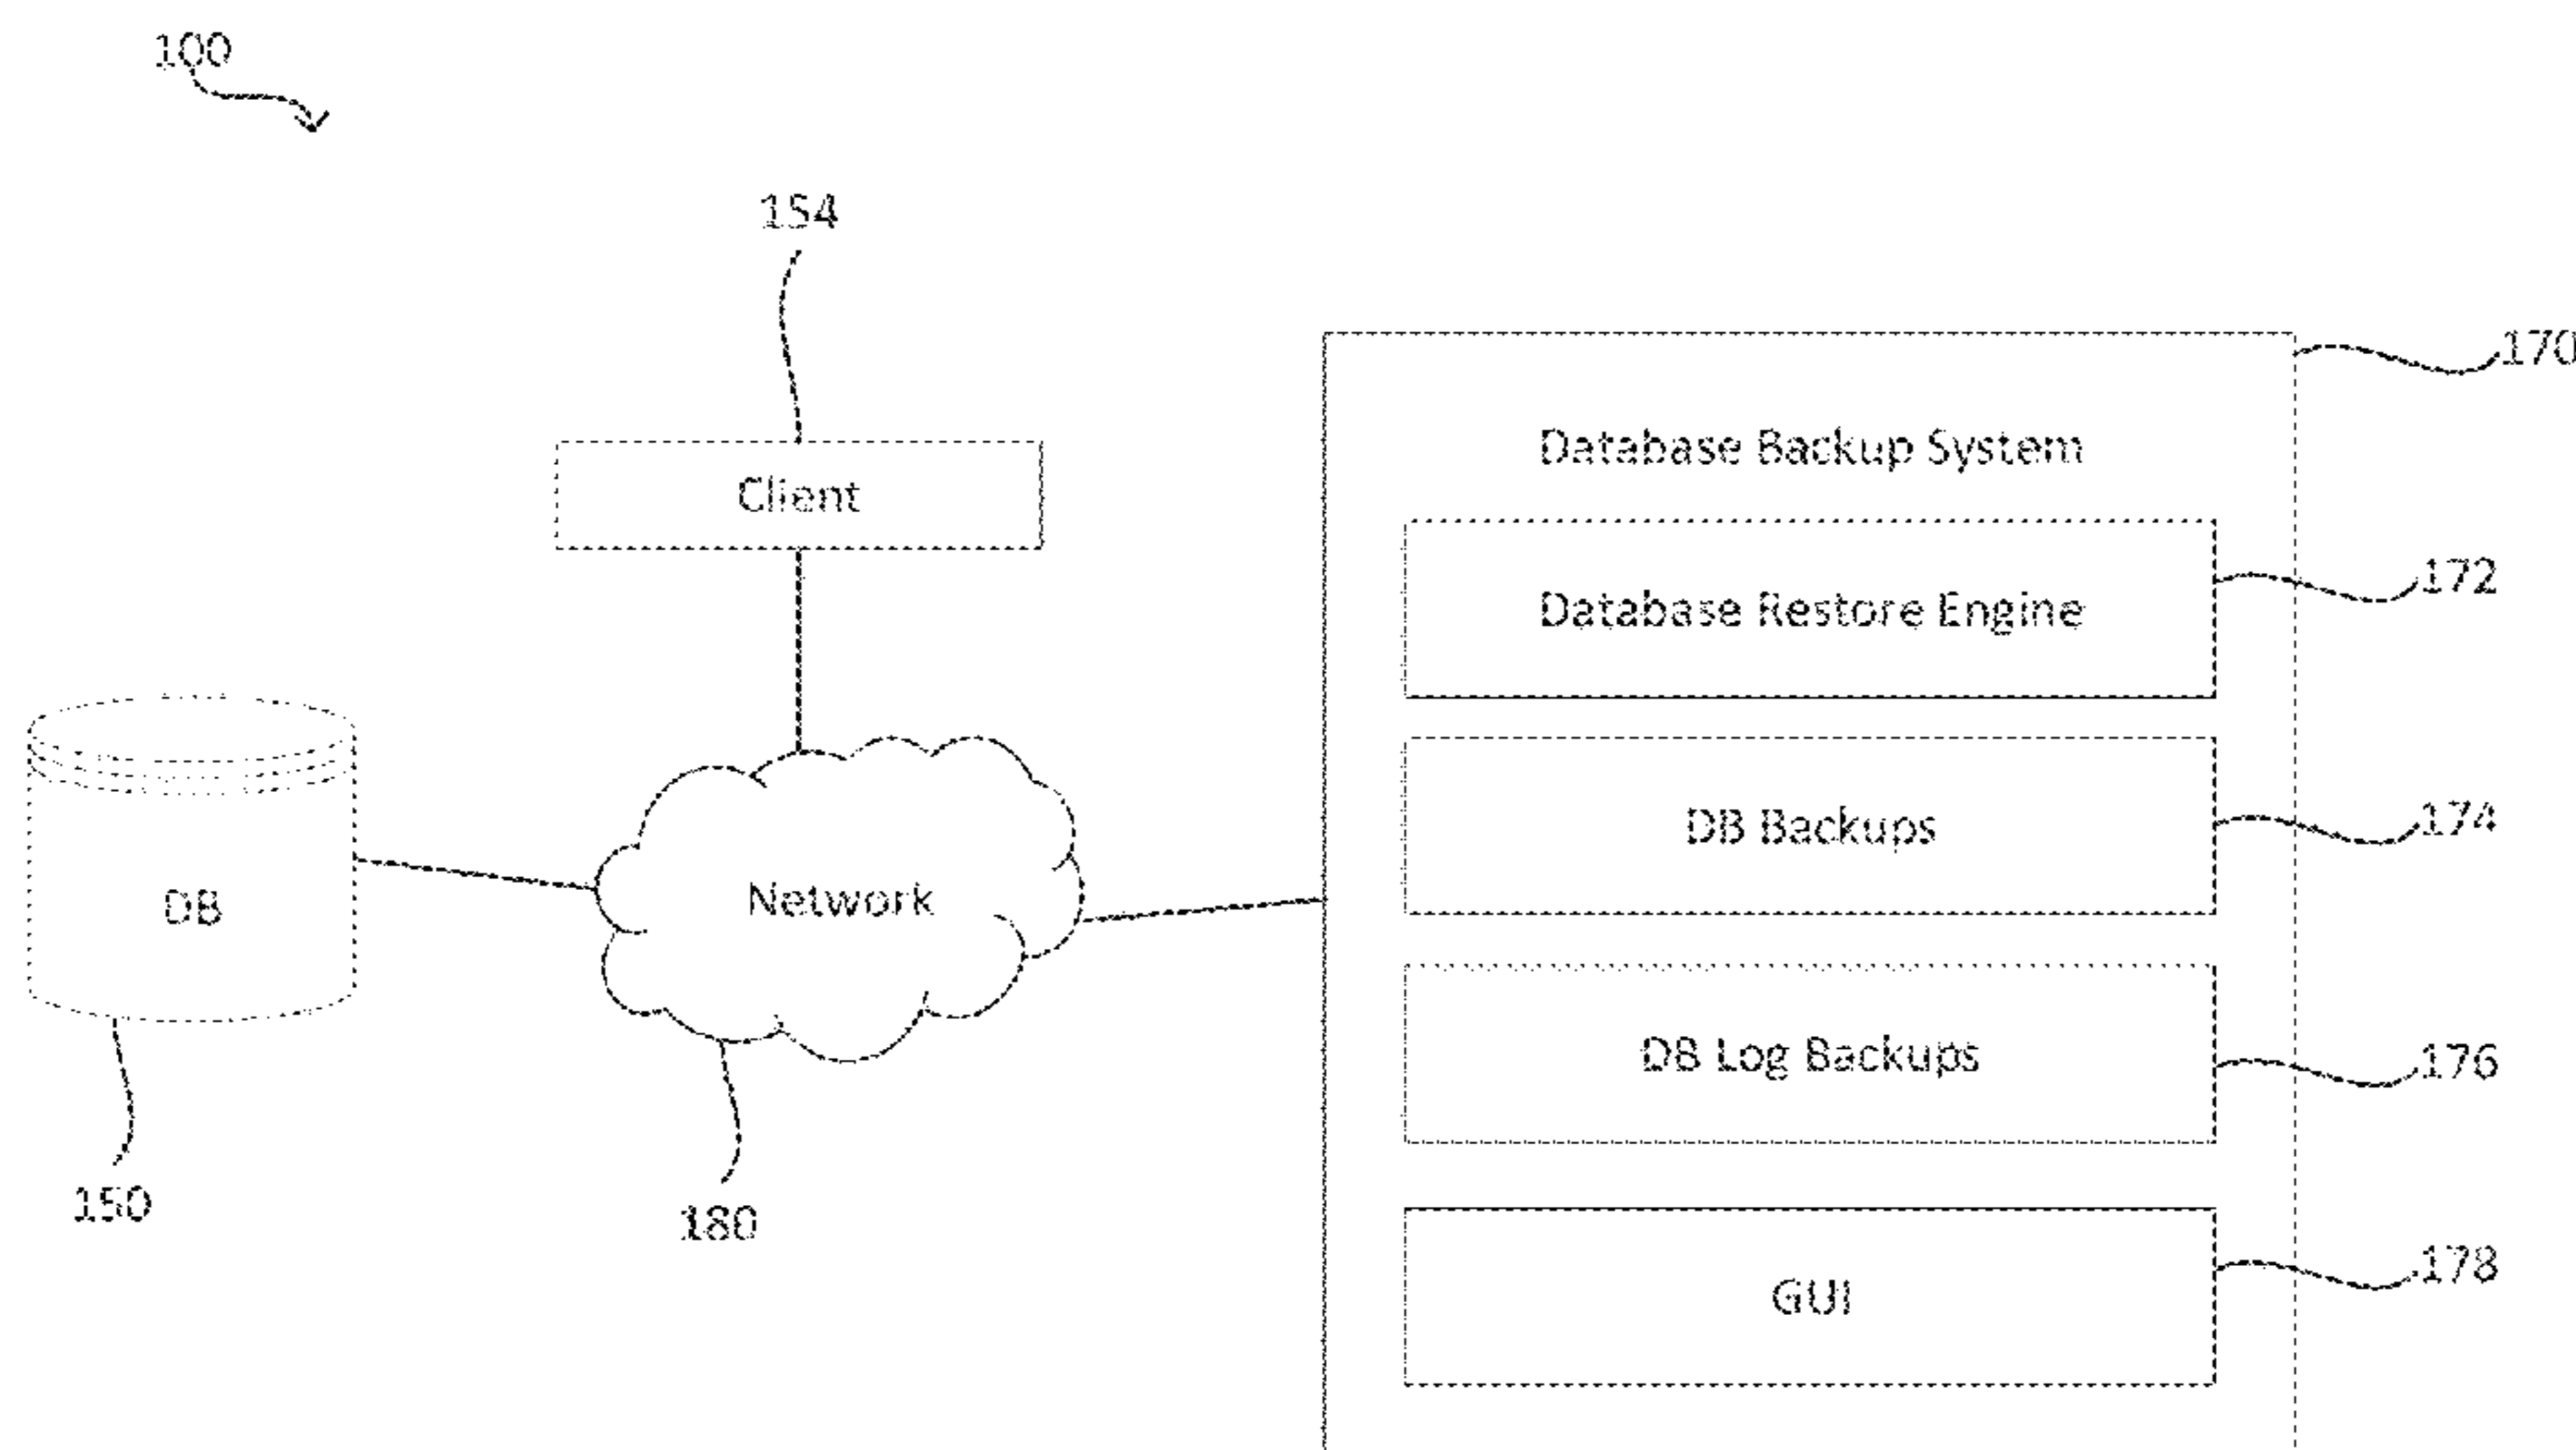 100
154
170
Database Backup System
Client
172
Database Restore Engine
174
DB Backups
Network
DB
176
DB Log Backups
150
180
178
GUI